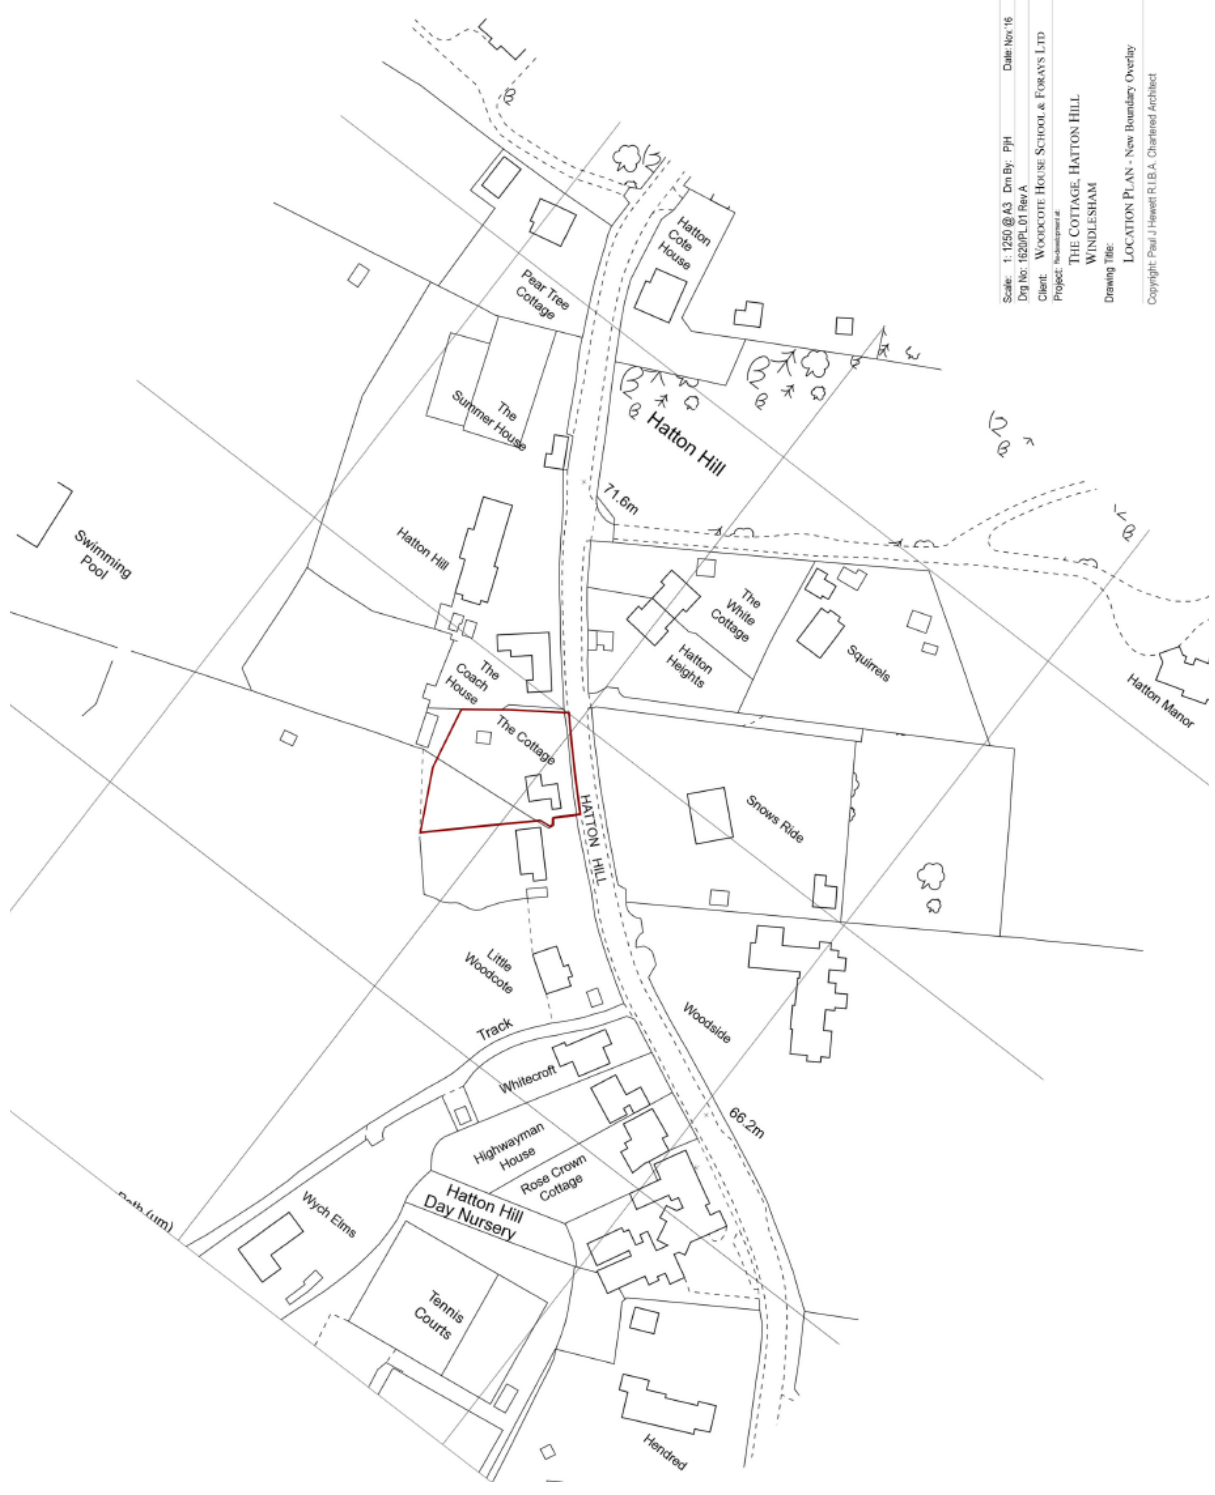 Scale: 1: 1250 @ A3 Drn By: PJH Date: Nov.'16
Drg No: 1620/PL.01 Rev A
Client: WOODCOTE HOUSE SCHOOL & FORAYS LTD
Project: Redevelopment at:
THE COTTAGE, HATTON HILL
WINDLESHAM
Drawing Title:
LOCATION PLAN - New Boundary Overlay
Copyright: Paul J Hewett R.I.B.A. Chartered Architect
Hatton
Cote
House
Pear Tree
Cottage
The
Summer House
Hatton Hill
71.6m
Swimming
Pool
Hatton Hill
The
White
Cottage
Hatton
Heights
Squirrels
Hatton Manor
The
Coach
House
The Cottage
HATTON HILL
Snows Ride
Little
Woodcote
Woodside
Track
Whitecroft
66.2m
Highwayman
House
Rose Crown
Cottage
Hatton Hill
Day Nursery
Wych Elms
Path (um)
Tennis
Courts
Hendred